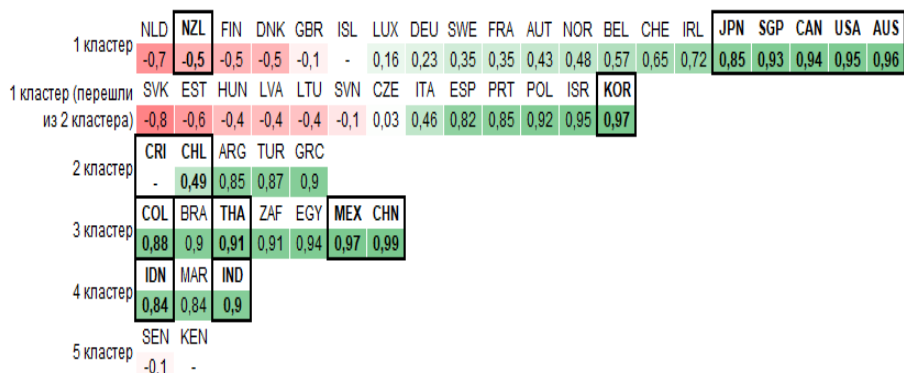 NLD NZL FIN DNK GBR ISL LUX DEU SWE FRA AUT NOR BEL CHE IRL JPN SGP CAN USA AUS
1 кластер
-0,7 -0,5 -0,5 -0,5 -0,1 - 0,16 0,23 0,35 0,35 0,43 0,48 0,57 0,65 0,72 0,85 0,93 0,94 0,95 0,96
1 кластер (перешли SVK EST HUN LVA LTU SVN CZE ITA ESP PRT POL ISR KOR
из 2 кластера) -0,8 -0,6 -0,4 -0,4 -0,4 -0,1 0,03 0,46 0,82 0,85 0,92 0,95 0,97
CRI CHL ARG TUR GRC
2 кластер
- 0,49 0,85 0,87 0,9
COL BRA THA ZAF EGY MEX CHN
3 кластер
0,88 0,9 0,91 0,91 0,94 0,97 0,99
IDN MAR IND
4 кластер
0,84 0,84 0,9
SEN KEN
5 кластер
-0,1 -